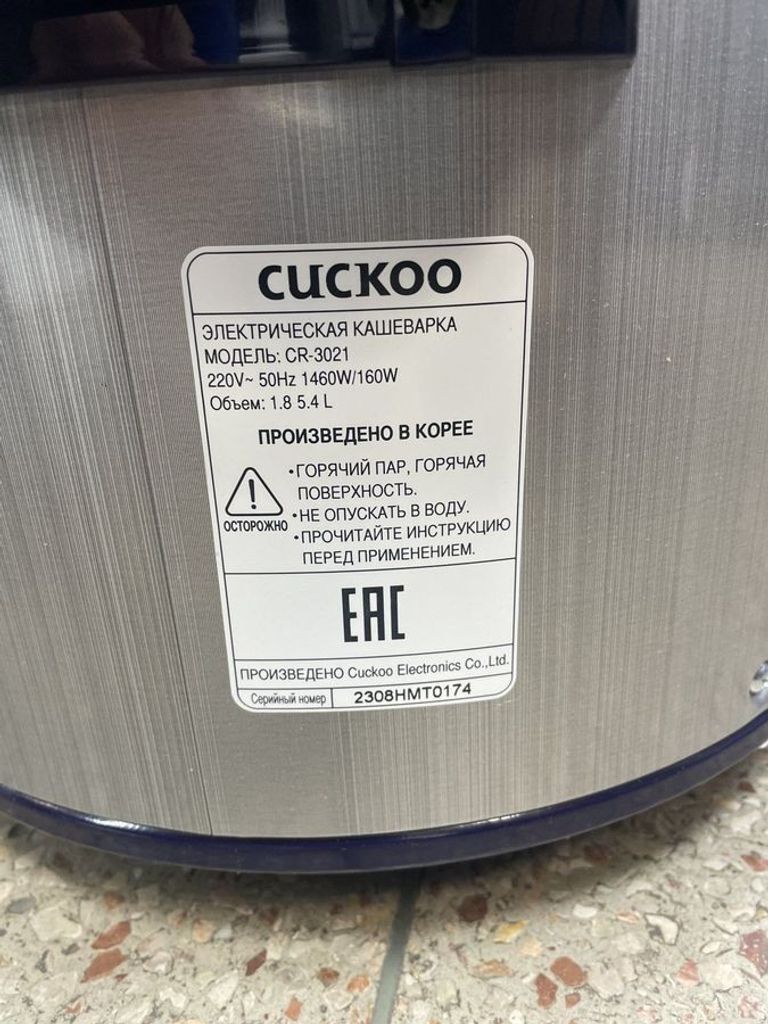 CUCKOO
ЭЛЕКТРИЧЕСКАЯ КАШЕВАРКА
МОДЕЛЬ: CR-3021
220V~ 50Hz 1460W/160W
Объем: 1.8 5.4 L
ПРОИЗВЕДЕНО В КОРЕЕ
•ГОРЯЧИЙ ПАР, ГОРЯЧАЯ
ПОВЕРХНОСТЬ.
•НЕ ОПУСКАТЬ В ВОДУ.
•ПРОЧИТАЙТЕ ИНСТРУКЦИЮ
ПЕРЕД ПРИМЕНЕНИЕМ.
ОСТОРОЖНО
EAC
ПРОИЗВЕДЕНО Cuckoo Electronics Co.,Ltd.
Серийный номер 2308HMT0174